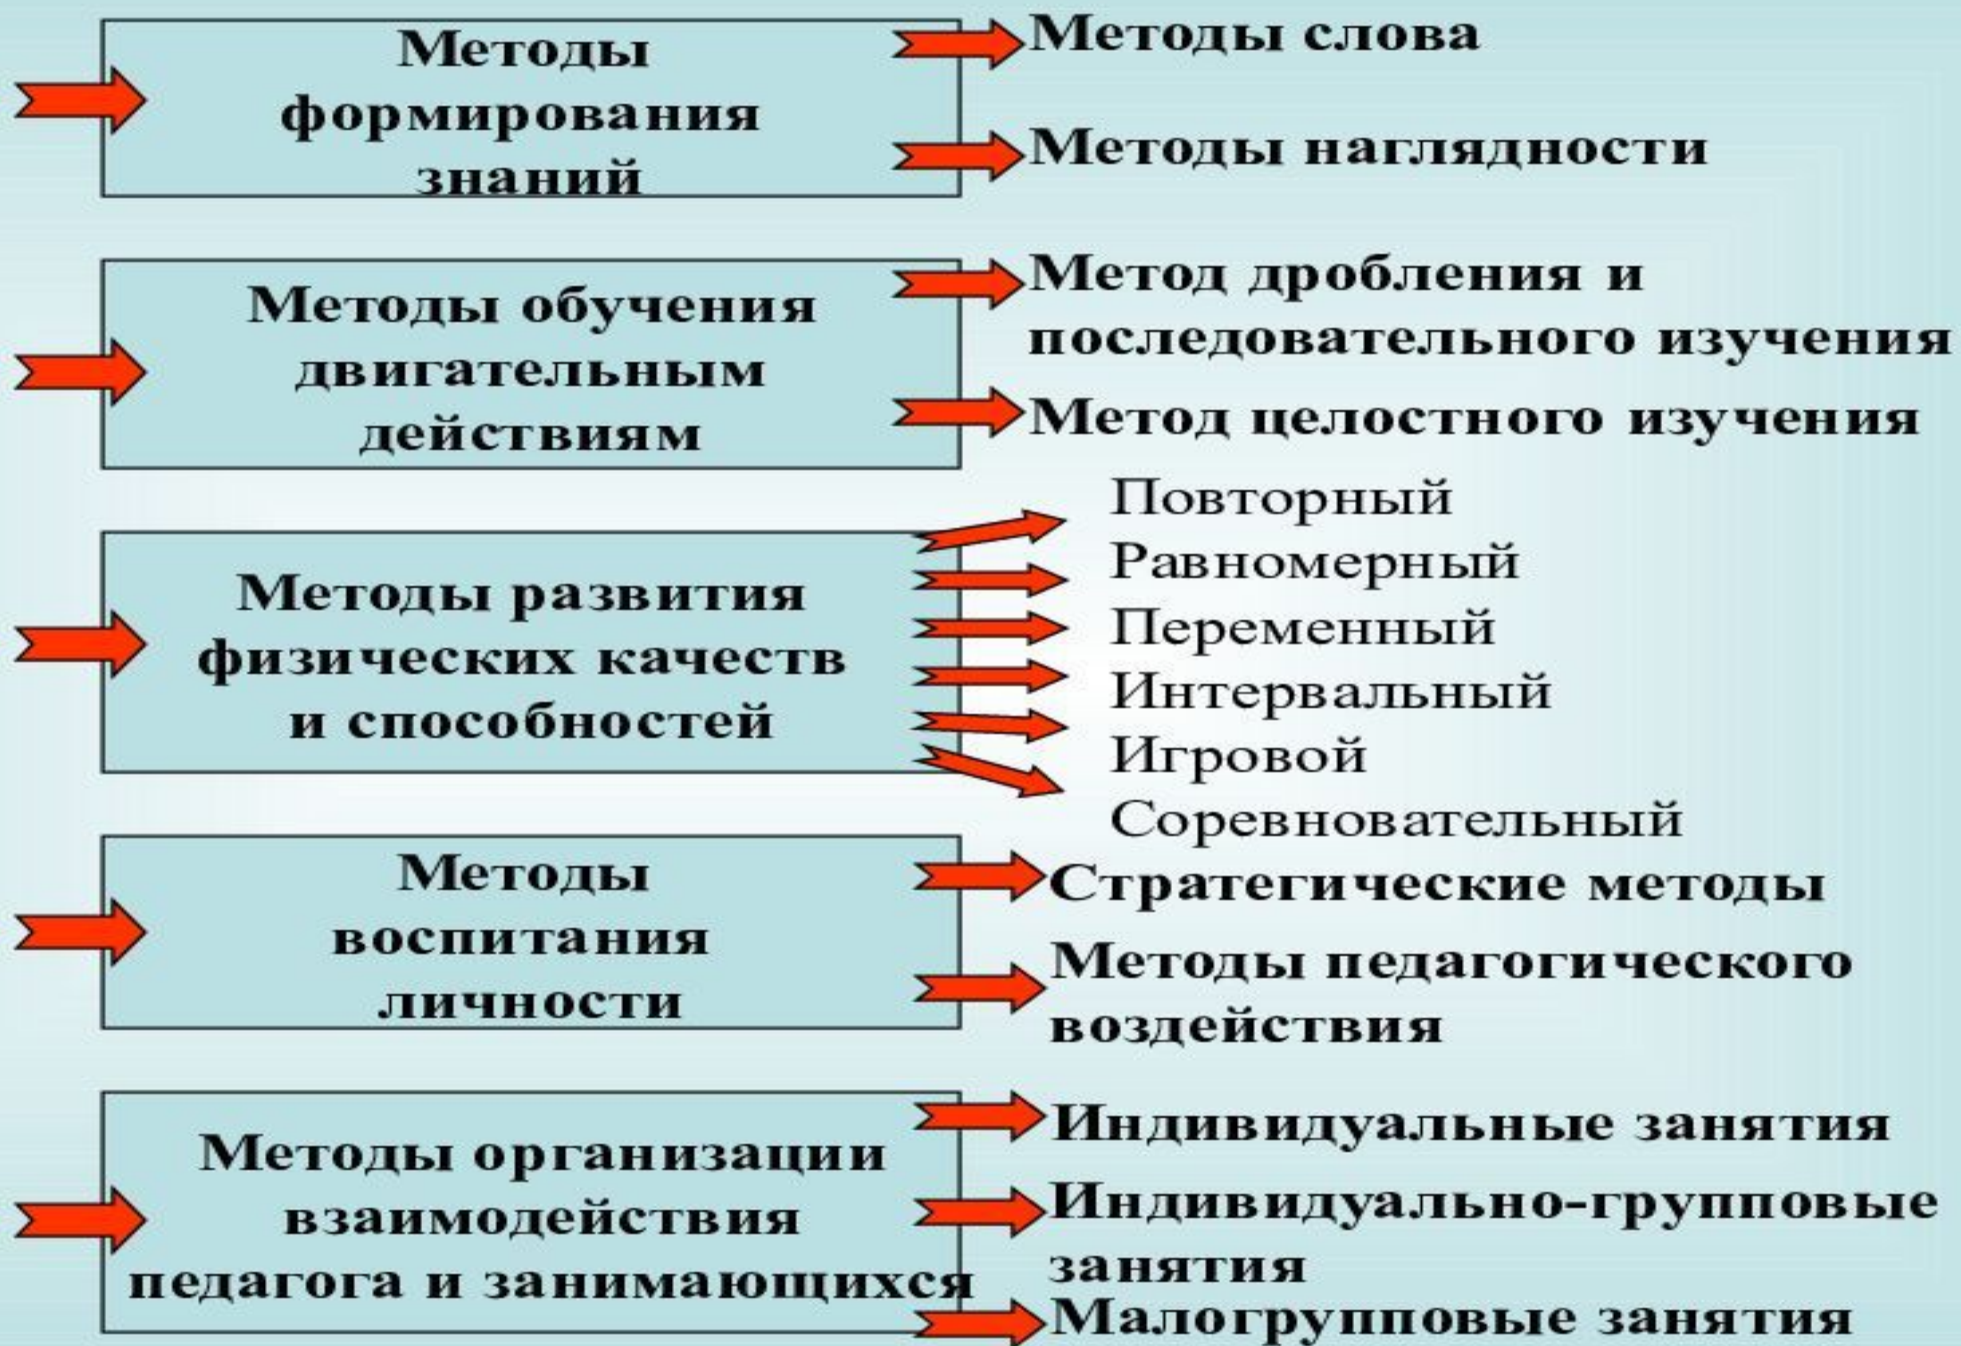 Методы
формирования
знаний
Методы слова
Методы наглядности
Методы обучения
двигательным
действиям
Метод дробления и
последовательного изучения
Метод целостного изучения
Методы развития
физических качеств
и способностей
Повторный
Равномерный
Переменный
Интервальный
Игровой
Соревновательный
Методы
воспитания
личности
Стратегические методы
Методы педагогического
воздействия
Методы организации
взаимодействия
педагога и занимающихся
Индивидуальные занятия
Индивидуально-групповые
занятия
Малогрупповые занятия